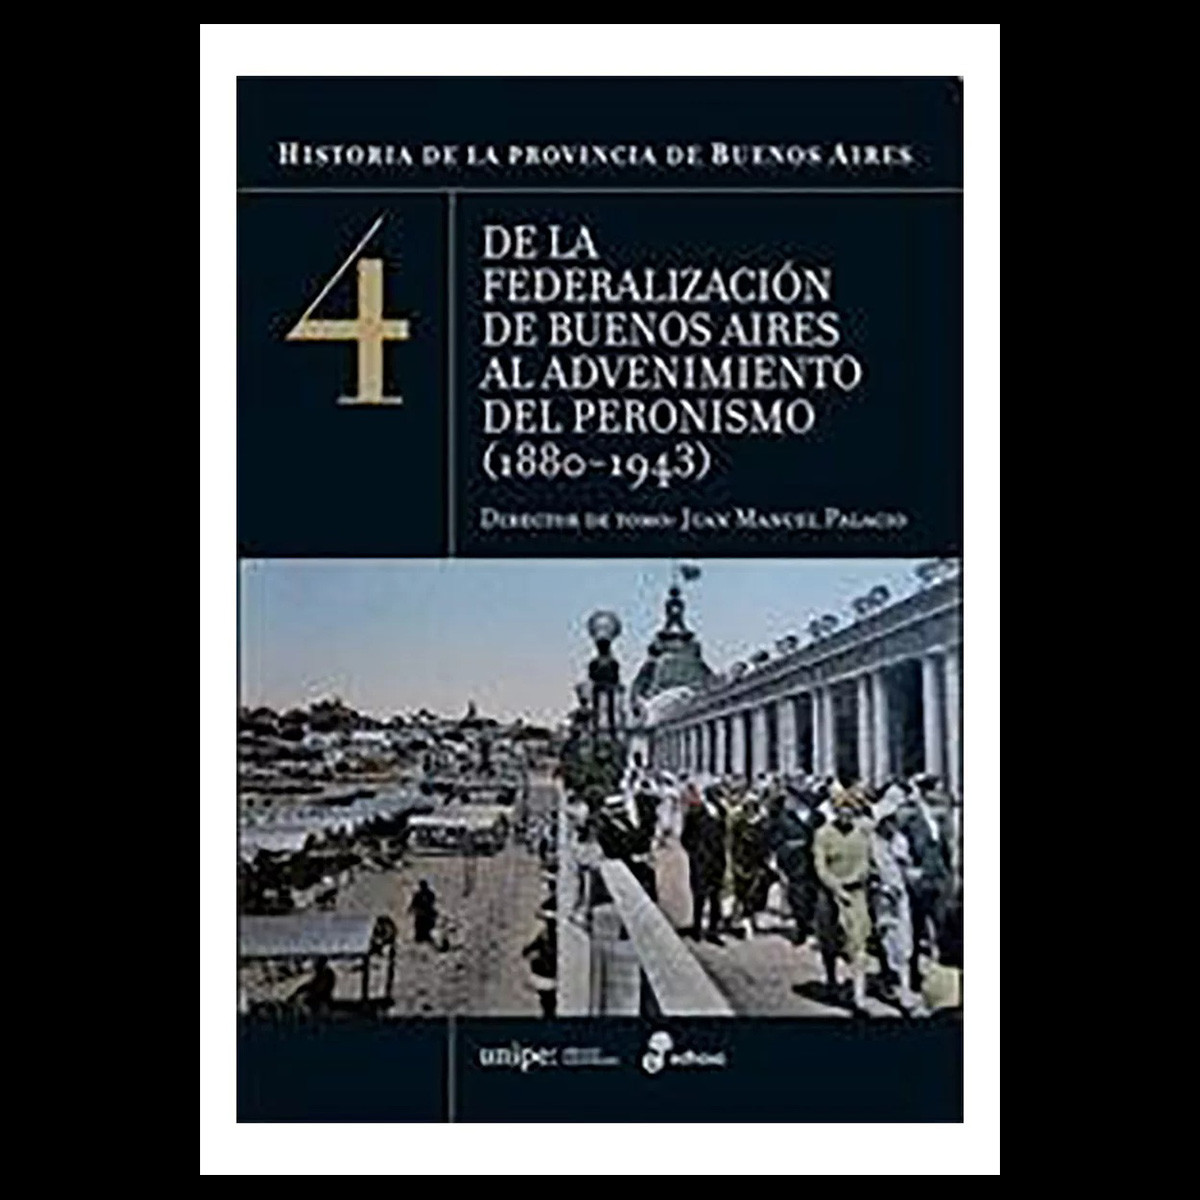 HISTORIA DE LA PROVINCIA DE BUENOS AIRES
4
DE LA
FEDERALIZACIÓN
DE BUENOS AIRES
AL ADVENIMIENTO
DEL PERONISMO
(1880-1943)
DIRECTOR DE TOMO: JUAN MANUEL PALACIO
unipe:
edhasa